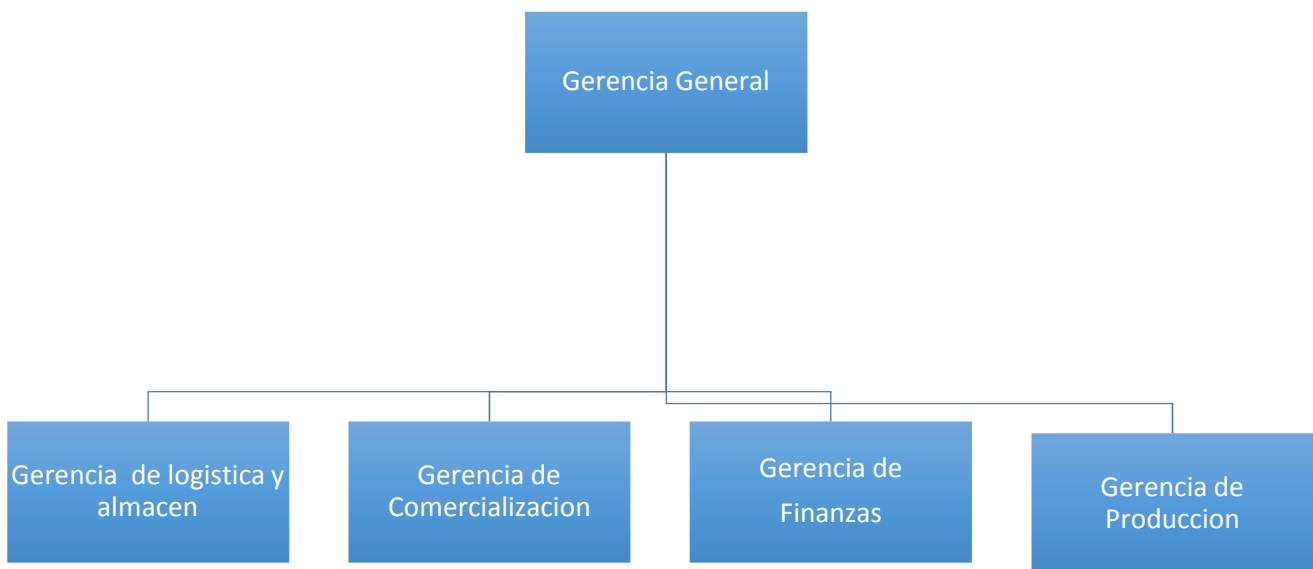 Gerencia General
Gerencia de logistica y
almacen
Gerencia de
Comercializacion
Gerencia de
Finanzas
Gerencia de
Produccion